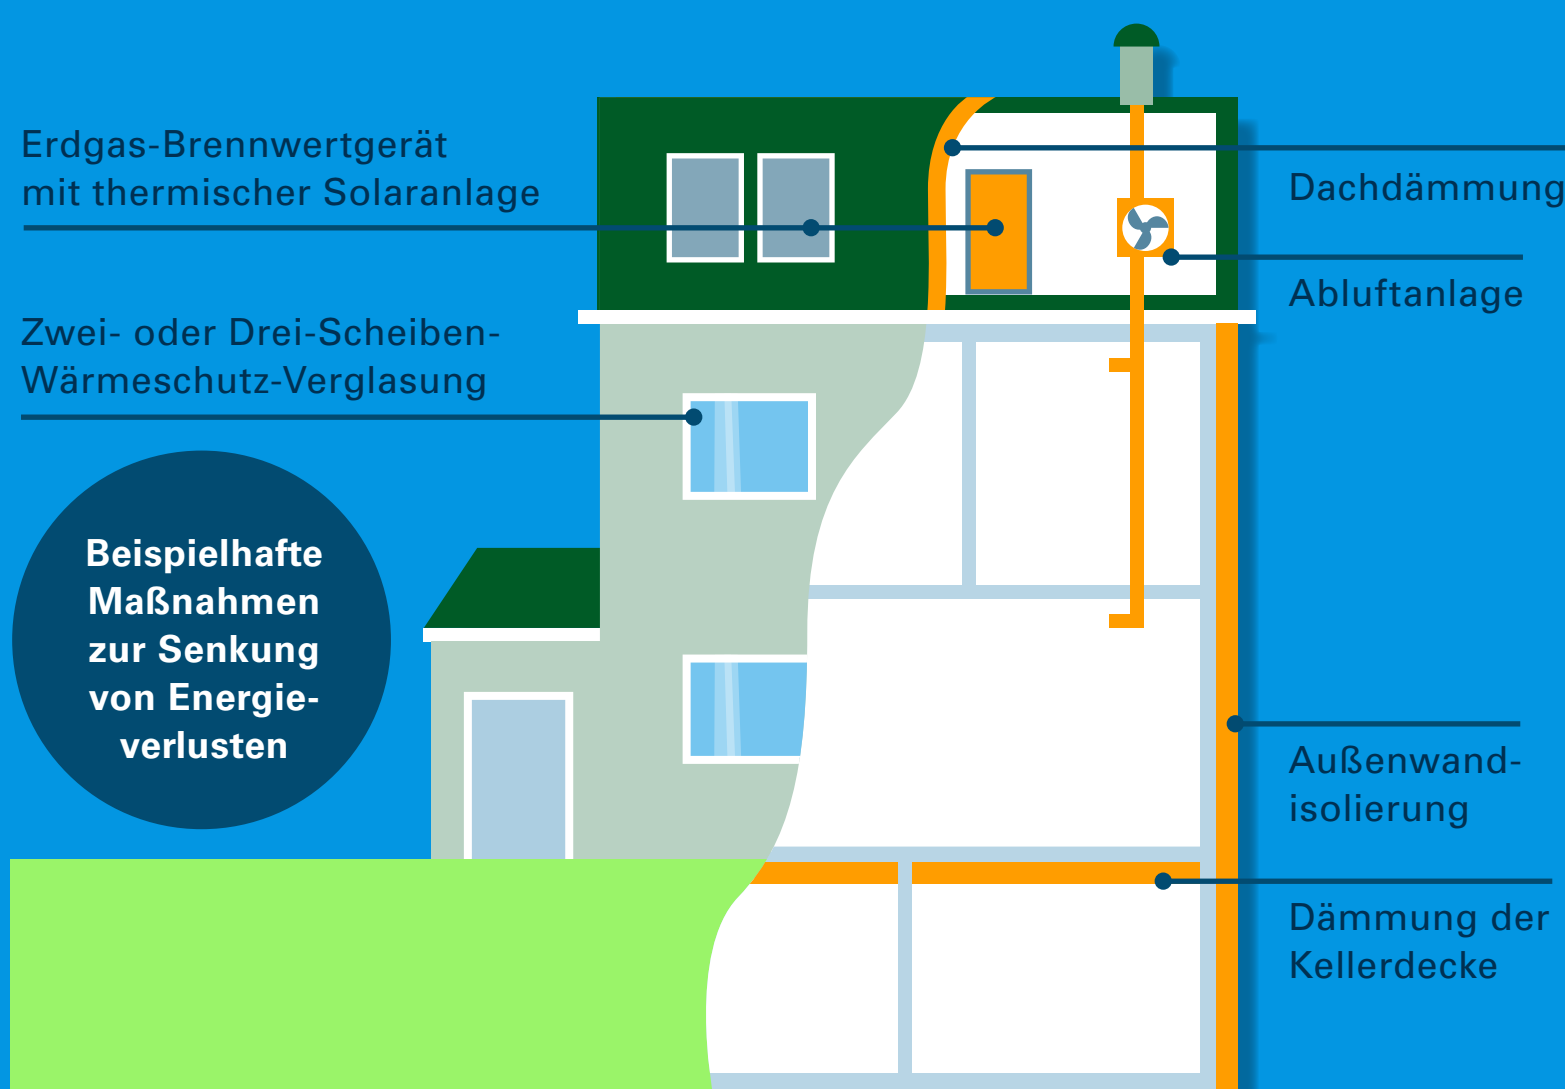 Erdgas-Brennwertgerät
mit thermischer Solaranlage
Zwei- oder Drei-Scheiben-
Wärmeschutz-Verglasung
Beispielhafte
Maßnahmen
zur Senkung
von Energie-
verlusten
Dachdämmung
Abluftanlage
Außenwand-
isolierung
Dämmung der
Kellerdecke